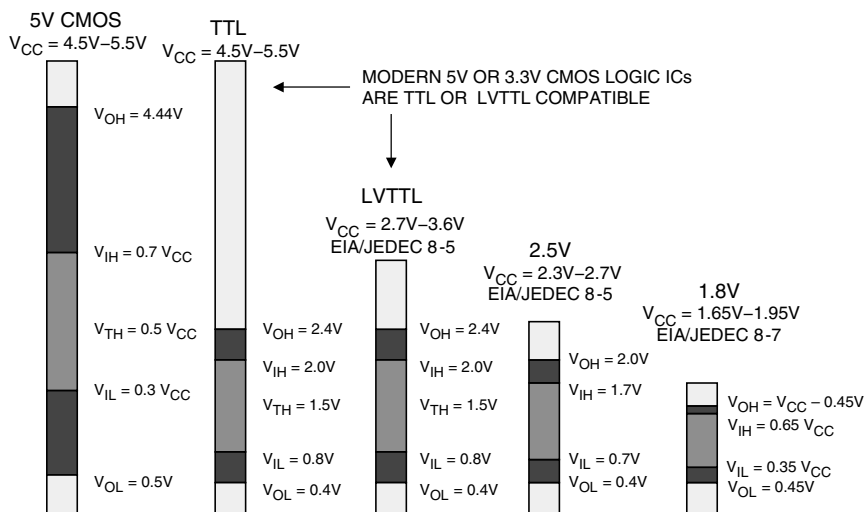 5V CMOS
VCC = 4.5V–5.5V
VOH = 4.44V
VIH = 0.7 VCC
VTH = 0.5 VCC
VIL = 0.3 VCC
VOL = 0.5V
TTL
VCC = 4.5V–5.5V
VOH = 2.4V
VIH = 2.0V
VTH = 1.5V
VIL = 0.8V
VOL = 0.4V
MODERN 5V OR 3.3V CMOS LOGIC ICs
ARE TTL OR LVTTL COMPATIBLE
LVTTL
VCC = 2.7V–3.6V
EIA/JEDEC 8-5
VOH = 2.4V
VIH = 2.0V
VTH = 1.5V
VIL = 0.8V
VOL = 0.4V
2.5V
VCC = 2.3V–2.7V
EIA/JEDEC 8-5
VOH = 2.0V
VIH = 1.7V
VIL = 0.7V
VOL = 0.4V
1.8V
VCC = 1.65V–1.95V
EIA/JEDEC 8-7
VOH = VCC – 0.45V
VIH = 0.65 VCC
VIL = 0.35 VCC
VOL = 0.45V